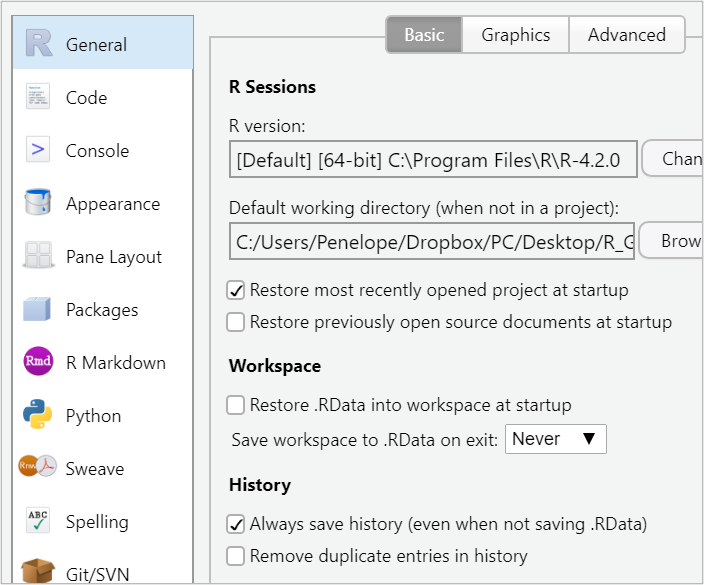 General
Code
Console
Appearance
Pane Layout
Packages
Rmd
R Markdown
Python
Rnw
Sweave
ABC
Spelling
Git/SVN
Basic
Graphics
Advanced
R Sessions
R version:
[Default] [64-bit] C:\Program Files\R\R-4.2.0
Chan
Default working directory (when not in a project):
C:/Users/Penelope/Dropbox/PC/Desktop/R_G
Brow
Restore most recently opened project at startup
Restore previously open source documents at startup
Workspace
Restore .RData into workspace at startup
Save workspace to .RData on exit: Never
History
Always save history (even when not saving .RData)
Remove duplicate entries in history